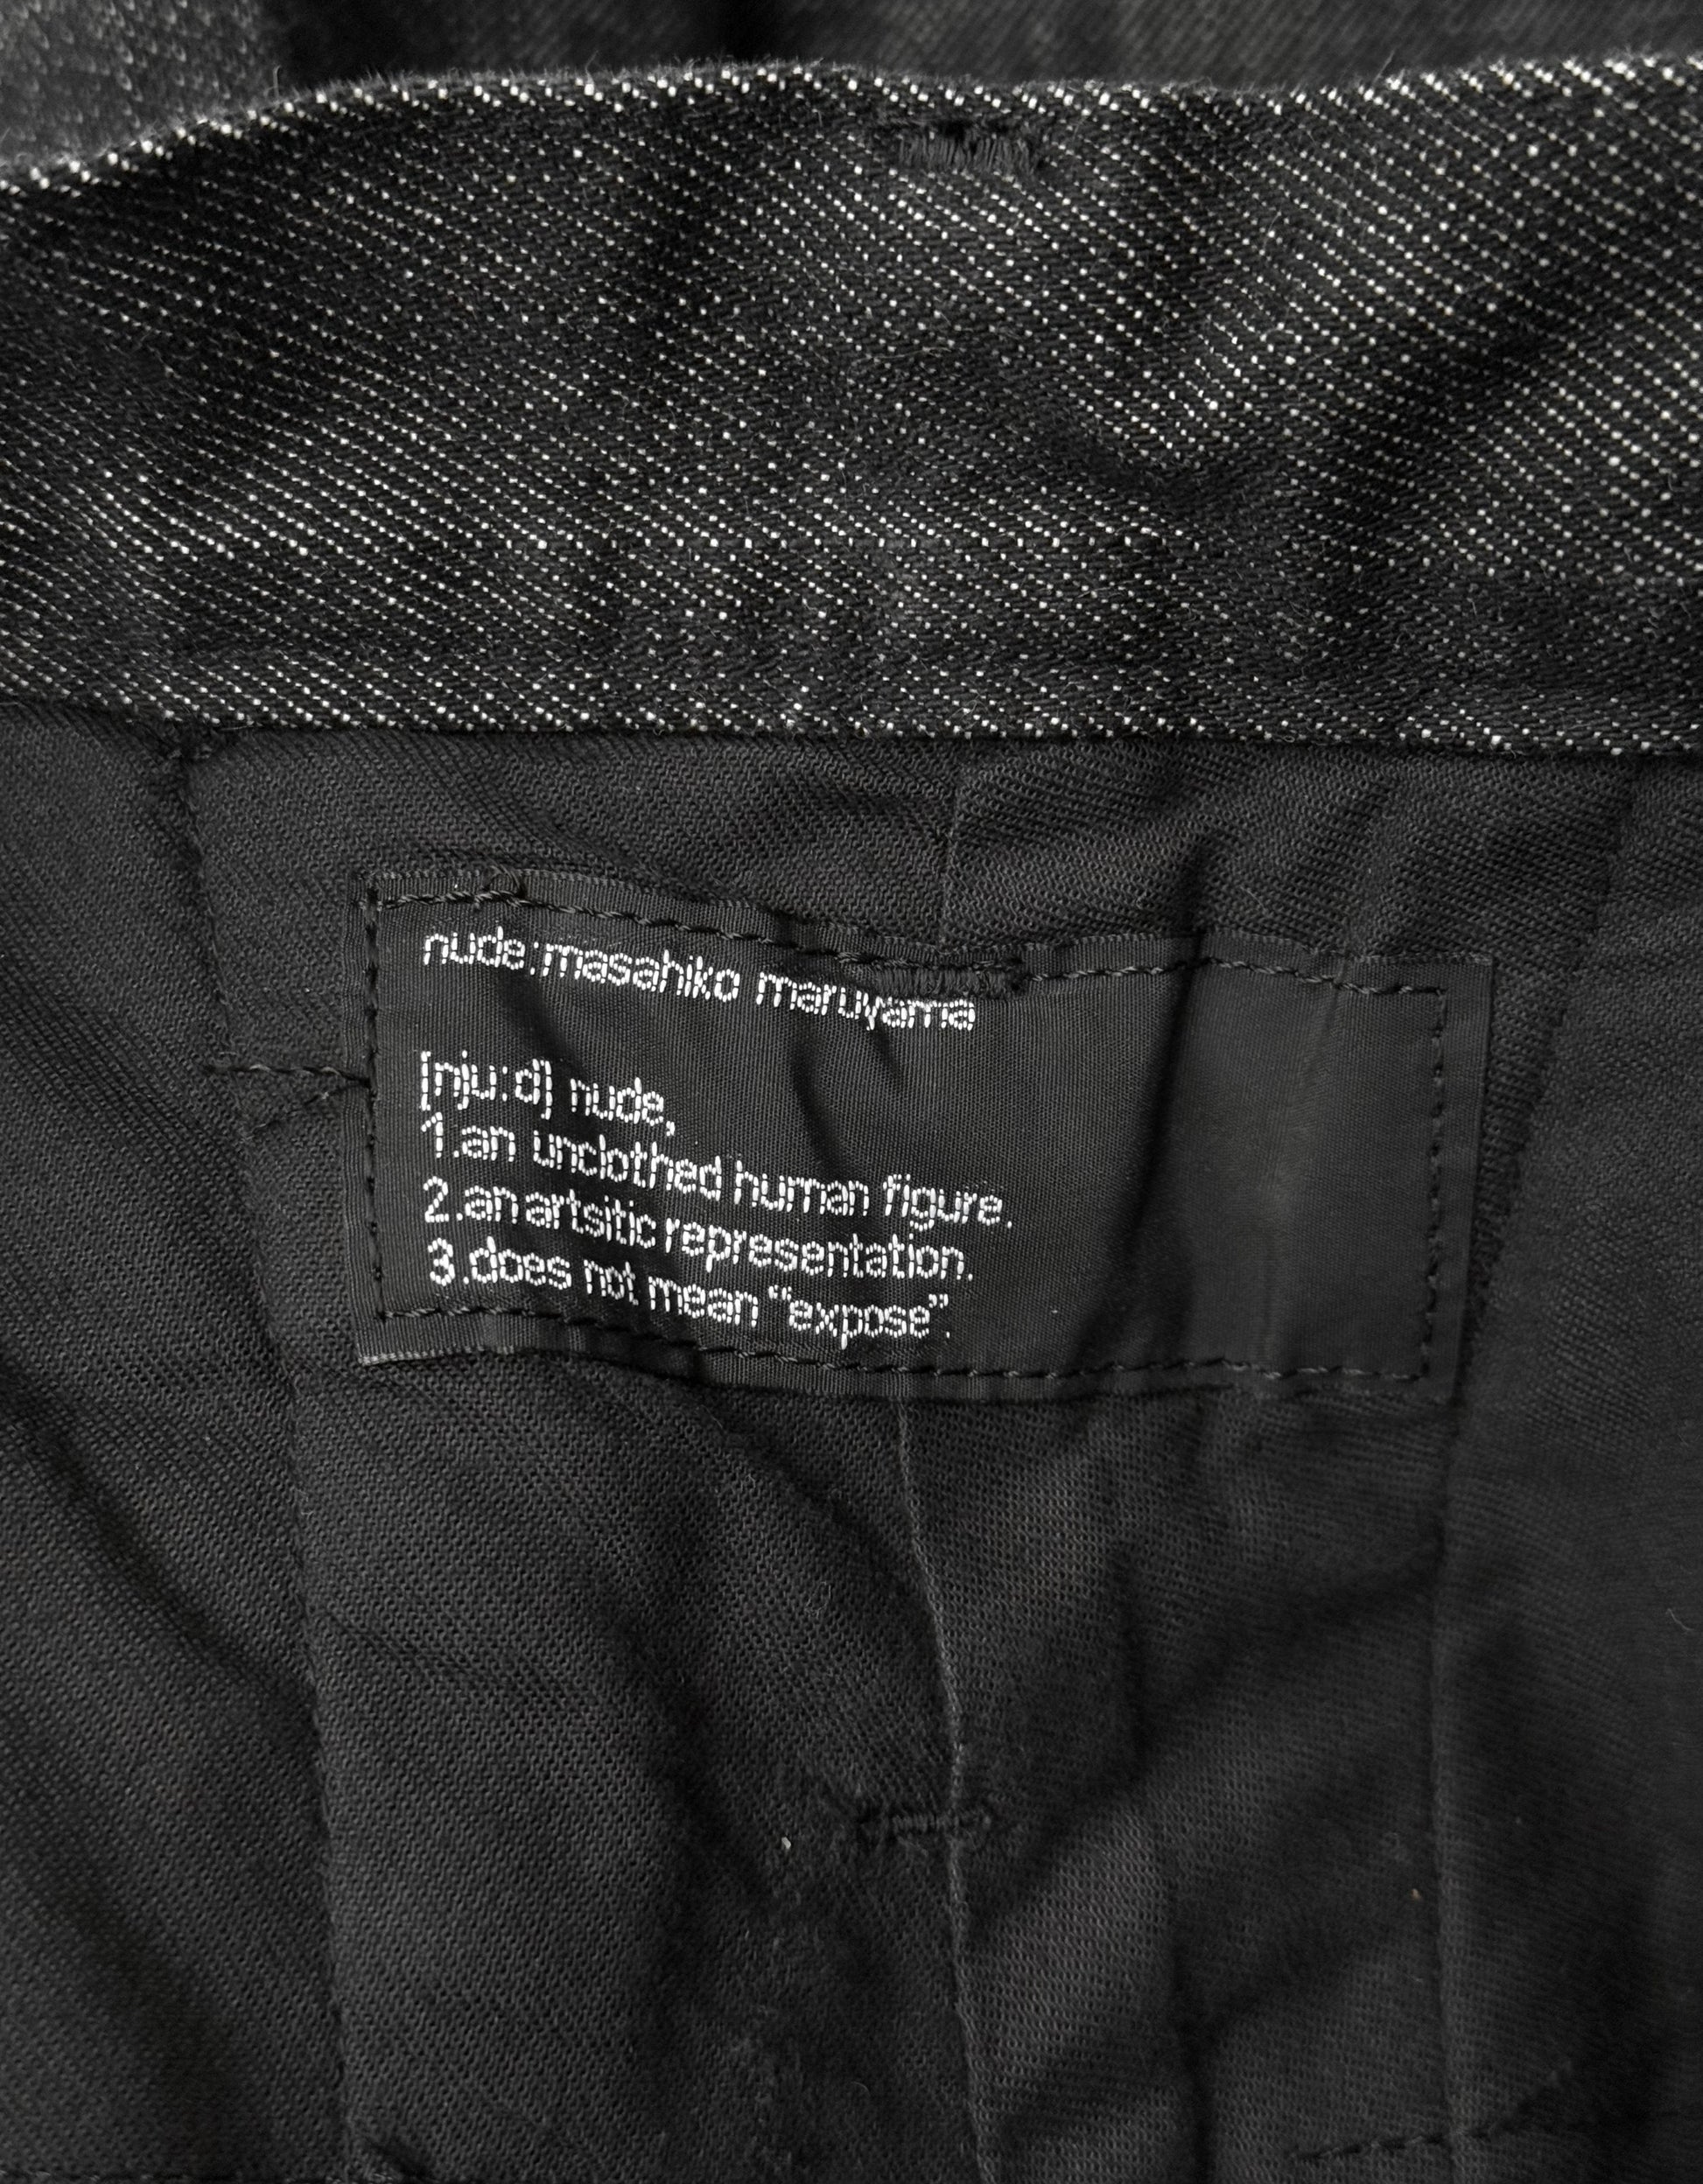 nude:masahiko maruyama
[nju:d] nude,
1.an unclothed human figure.
2.an artsitic representation.
3.does not mean “expose”.